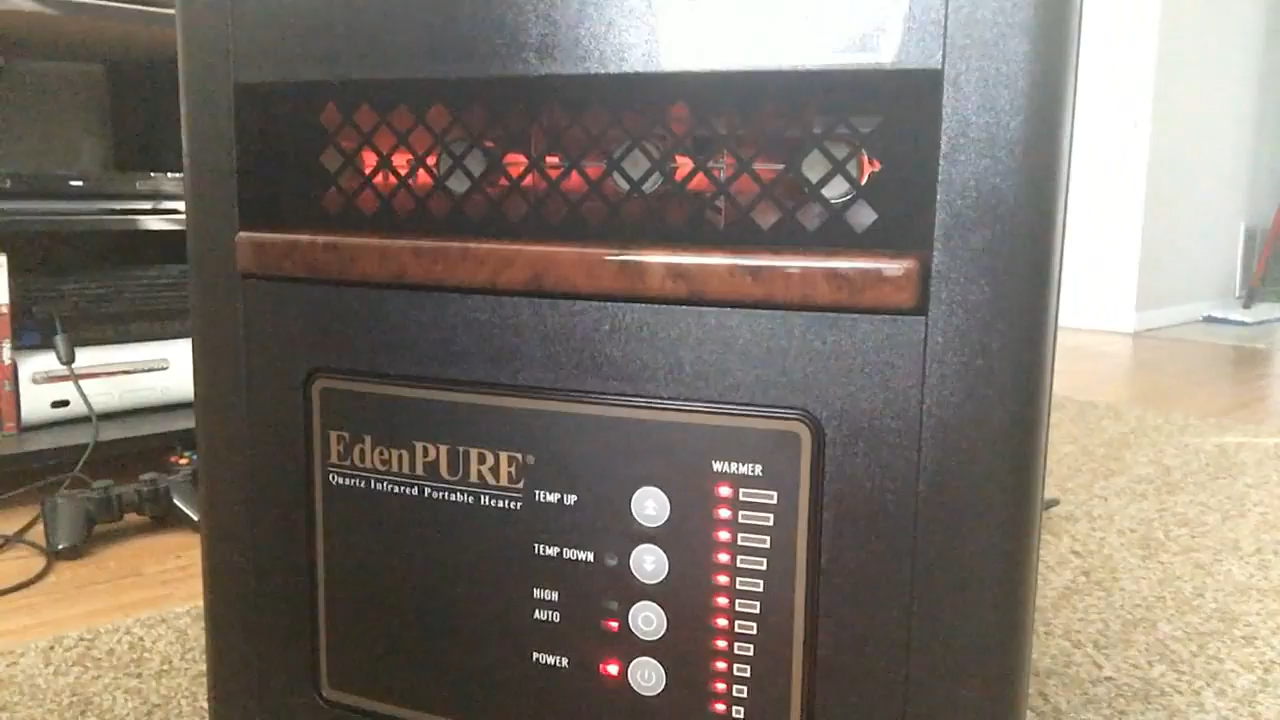 EdenPURE®
Quartz Infrared Portable Heater
TEMP UP
TEMP DOWN
HIGH
AUTO
POWER
WARMER